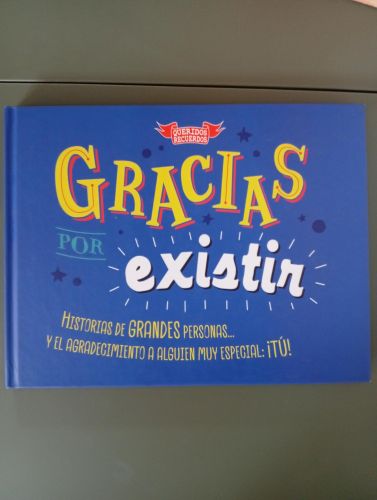 QUERIDOS
RECUERDOS
GRACIAS
POR
existir
HISTORIAS DE GRANDES PERSONAS...
Y EL AGRADECIMIENTO A ALGUIEN MUY ESPECIAL: ¡TÚ!